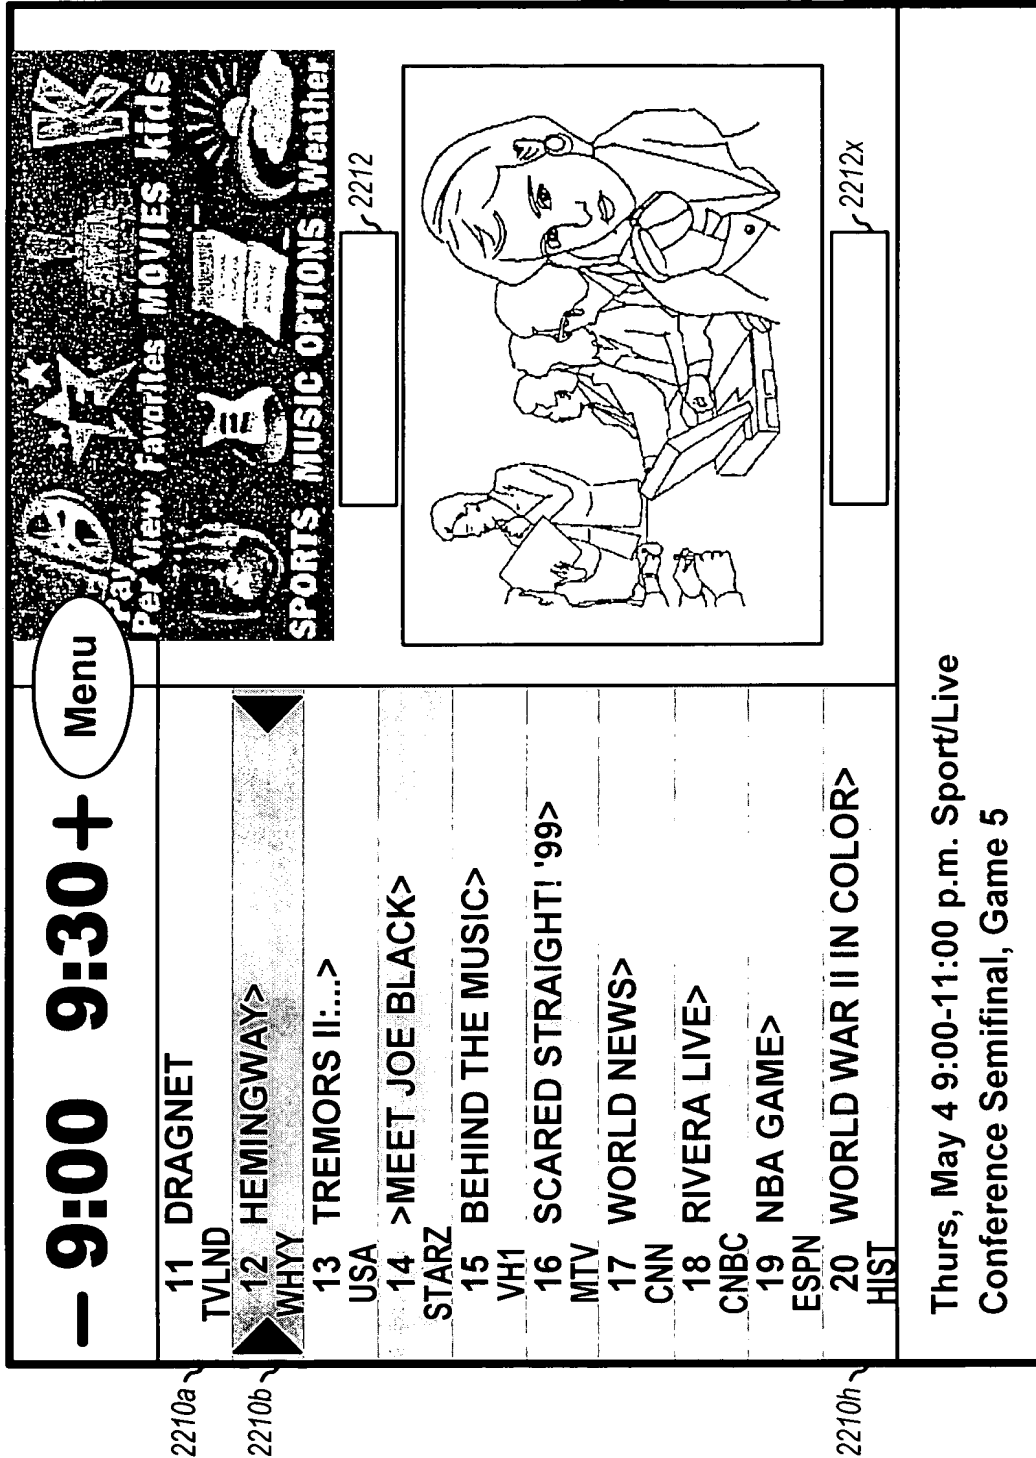 − 9:00 9:30 +
Menu
11 DRAGNET
TVLND
12 HEMINGWAY>
WHYY
13 TREMORS II:...>
USA
14 >MEET JOE BLACK>
STARZ
15 BEHIND THE MUSIC>
VH1
16 SCARED STRAIGHT! '99>
MTV
17 WORLD NEWS>
CNN
18 RIVERA LIVE>
CNBC
19 NBA GAME>
ESPN
20 WORLD WAR II IN COLOR>
HIST
Pay
Per View Favorites MOVIES kids
K
SPORTS MUSIC OPTIONS Weather
2212
2212x
2210a
2210b
2210h
Thurs, May 4 9:00-11:00 p.m. Sport/Live
Conference Semifinal, Game 5